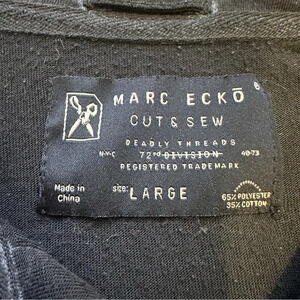 MARC ECKŌ
6
CUT & SEW
DEADLY THREADS
N.Y.C 72ND DIVISION 40-73
REGISTERED TRADEMARK
Made in
China
SIZE: LARGE
65% POLYESTER
35% COTTON